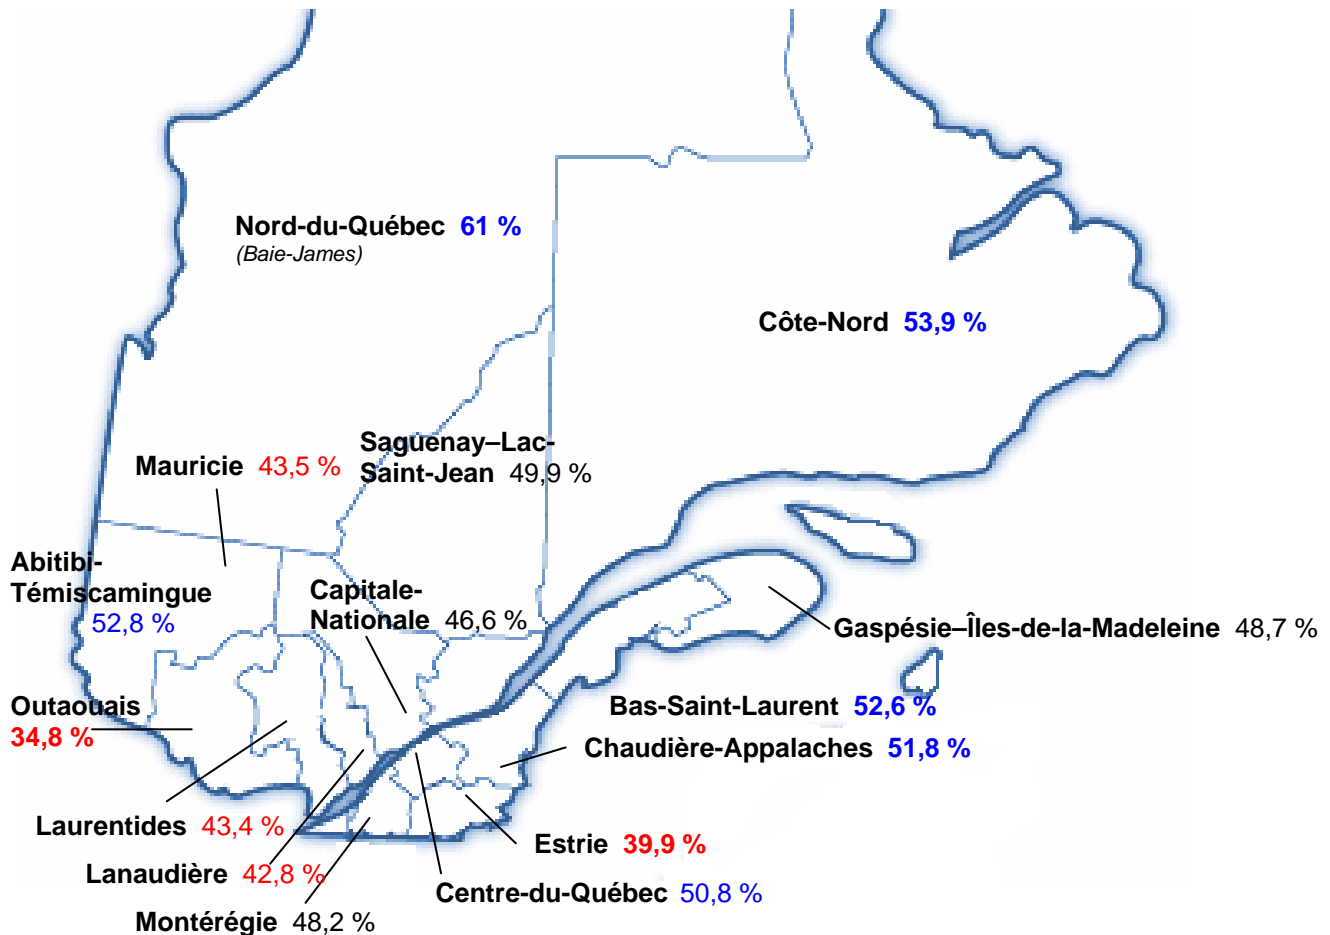 Nord-du-Québec 61 %
(Baie-James)
Côte-Nord 53,9 %
Saguenay–Lac-
Saint-Jean 49,9 %
Mauricie 43,5 %
Abitibi-
Témiscamingue
52,8 %
Capitale-
Nationale 46,6 %
Gaspésie–Îles-de-la-Madeleine 48,7 %
Outaouais
34,8 %
Bas-Saint-Laurent 52,6 %
Chaudière-Appalaches 51,8 %
Laurentides 43,4 %
Estrie 39,9 %
Lanaudière 42,8 %
Centre-du-Québec 50,8 %
Montérégie 48,2 %